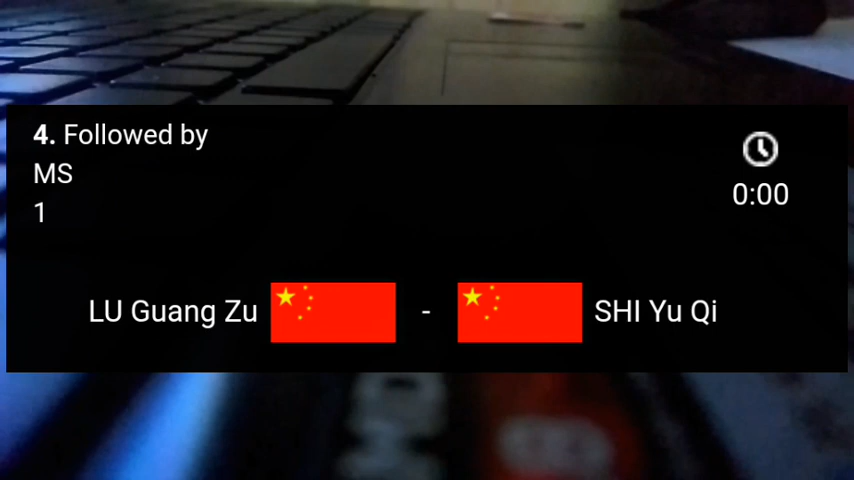 4. Followed by
MS
1
0:00
LU Guang Zu - SHI Yu Qi